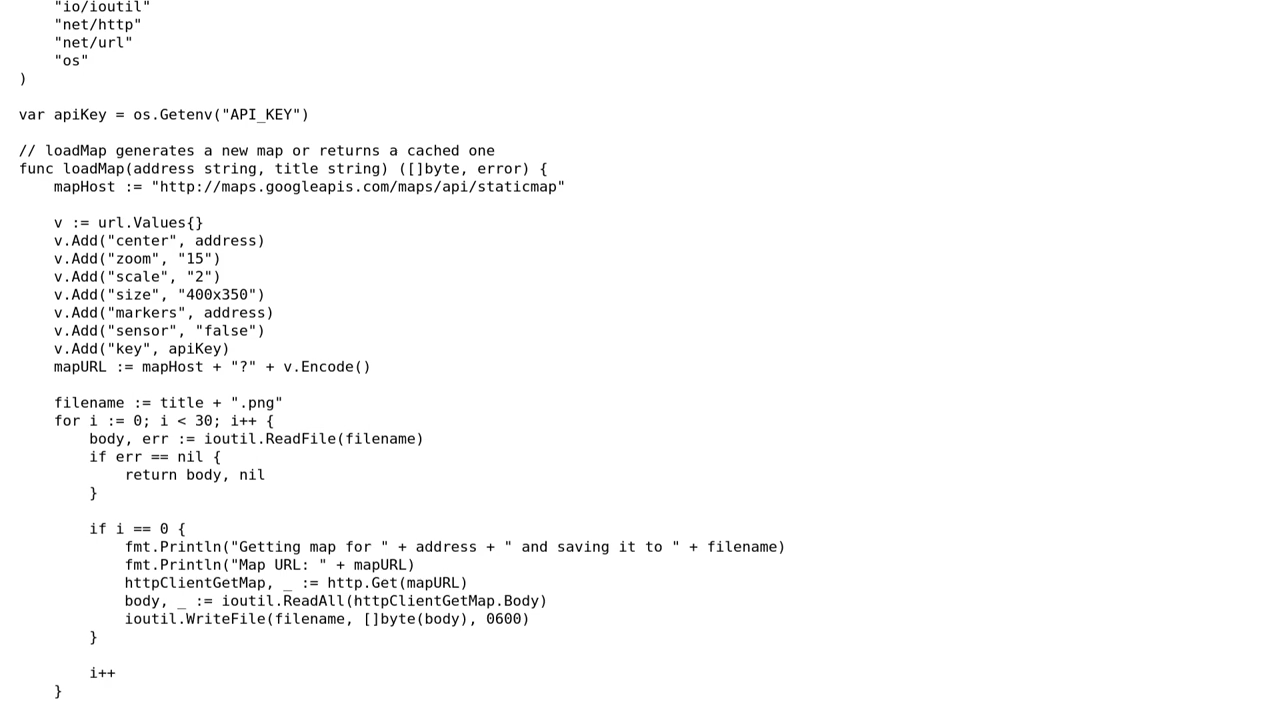 "io/ioutil"
    "net/http"
    "net/url"
    "os"
)

var apiKey = os.Getenv("API_KEY")

// loadMap generates a new map or returns a cached one
func loadMap(address string, title string) ([]byte, error) {
    mapHost := "http://maps.googleapis.com/maps/api/staticmap"

    v := url.Values{}
    v.Add("center", address)
    v.Add("zoom", "15")
    v.Add("scale", "2")
    v.Add("size", "400x350")
    v.Add("markers", address)
    v.Add("sensor", "false")
    v.Add("key", apiKey)
    mapURL := mapHost + "?" + v.Encode()

    filename := title + ".png"
    for i := 0; i < 30; i++ {
        body, err := ioutil.ReadFile(filename)
        if err == nil {
            return body, nil
        }

        if i == 0 {
            fmt.Println("Getting map for " + address + " and saving it to " + filename)
            fmt.Println("Map URL: " + mapURL)
            httpClientGetMap, _ := http.Get(mapURL)
            body, _ := ioutil.ReadAll(httpClientGetMap.Body)
            ioutil.WriteFile(filename, []byte(body), 0600)
        }

        i++
    }